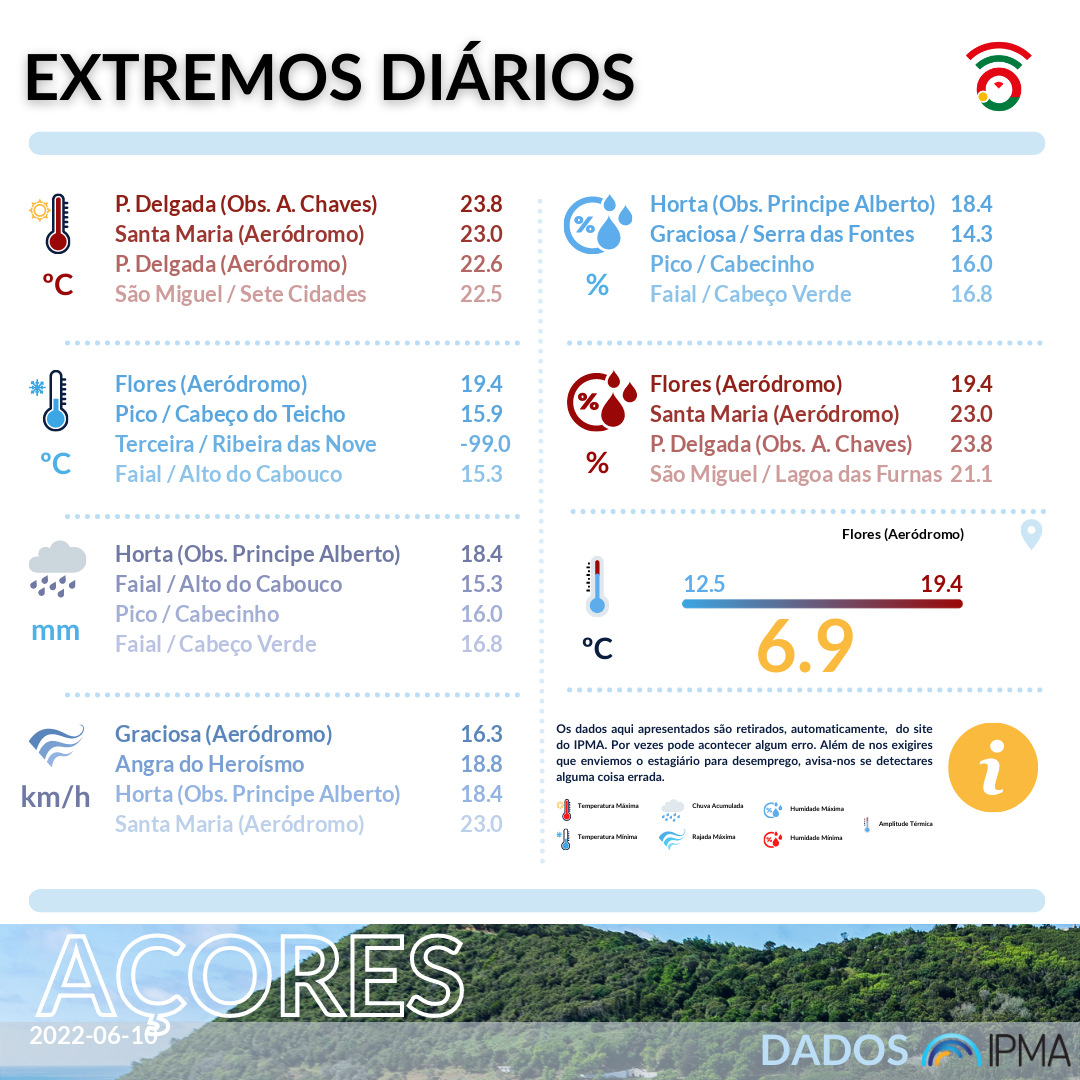 EXTREMOS DIÁRIOS
P. Delgada (Obs. A. Chaves) 23.8
Santa Maria (Aeródromo) 23.0
P. Delgada (Aeródromo) 22.6
São Miguel / Sete Cidades 22.5
ºC
Flores (Aeródromo) 19.4
Pico / Cabeço do Teicho 15.9
Terceira / Ribeira das Nove -99.0
Faial / Alto do Cabouco 15.3
ºC
Horta (Obs. Principe Alberto) 18.4
Faial / Alto do Cabouco 15.3
Pico / Cabecinho 16.0
Faial / Cabeço Verde 16.8
mm
Graciosa (Aeródromo) 16.3
Angra do Heroísmo 18.8
Horta (Obs. Principe Alberto) 18.4
Santa Maria (Aeródromo) 23.0
km/h
%
Horta (Obs. Principe Alberto) 18.4
Graciosa / Serra das Fontes 14.3
Pico / Cabecinho 16.0
Faial / Cabeço Verde 16.8
%
%
Flores (Aeródromo) 19.4
Santa Maria (Aeródromo) 23.0
P. Delgada (Obs. A. Chaves) 23.8
São Miguel / Lagoa das Furnas 21.1
%
Flores (Aeródromo)
12.5 19.4
6.9
ºC
Os dados aqui apresentados são retirados, automaticamente, do site
do IPMA. Por vezes pode acontecer algum erro. Além de nos exigires
que enviemos o estagiário para desemprego, avisa-nos se detectares
alguma coisa errada.
i
Temperatura Máxima Chuva Acumulada Humidade Máxima
Amplitude Térmica
Temperatura Mínima Rajada Máxima Humidade Mínima
AÇORES
2022-06-10
DADOS IPMA